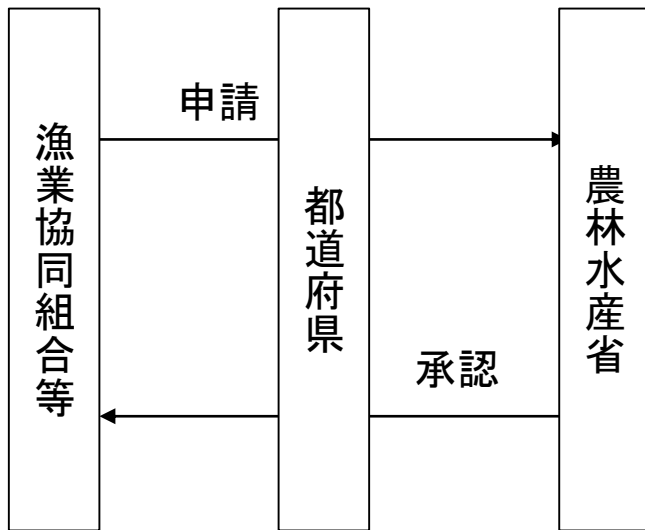 漁業協同組合等
申請
都道府県
承認
農林水産省